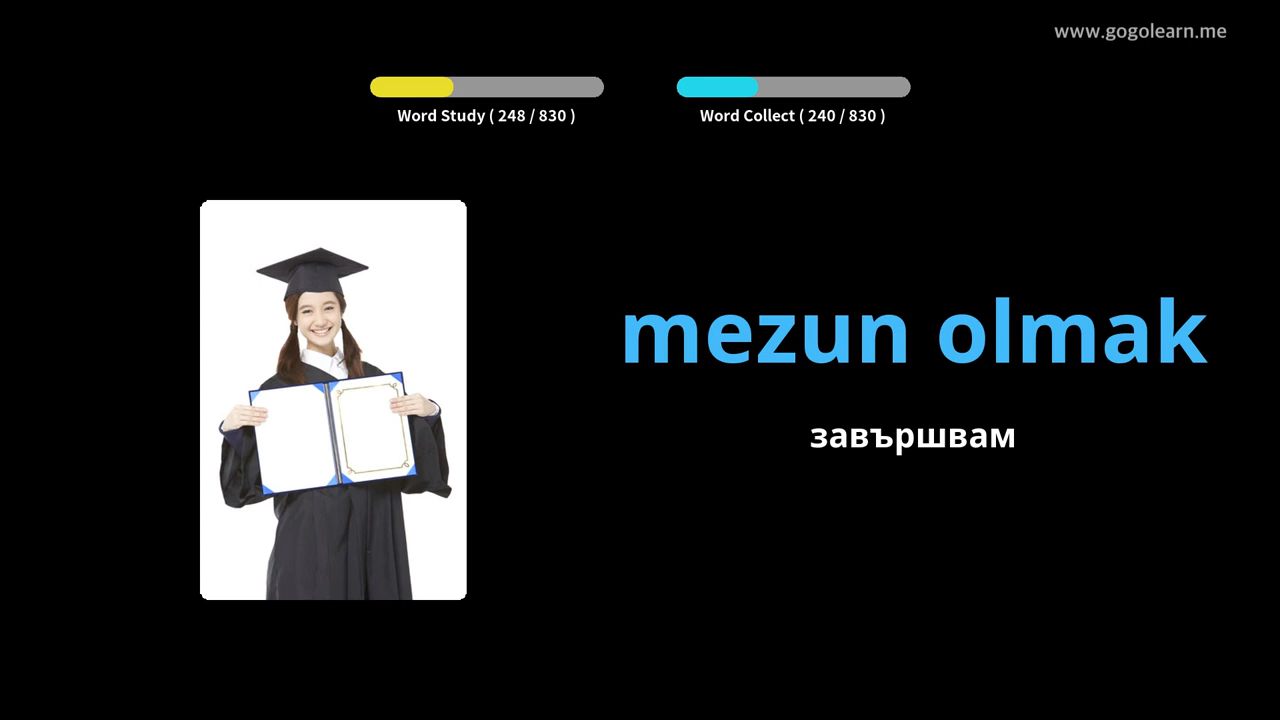 www.gogolearn.me
Word Study ( 248 / 830 )
Word Collect ( 240 / 830 )
mezun olmak
завършвам